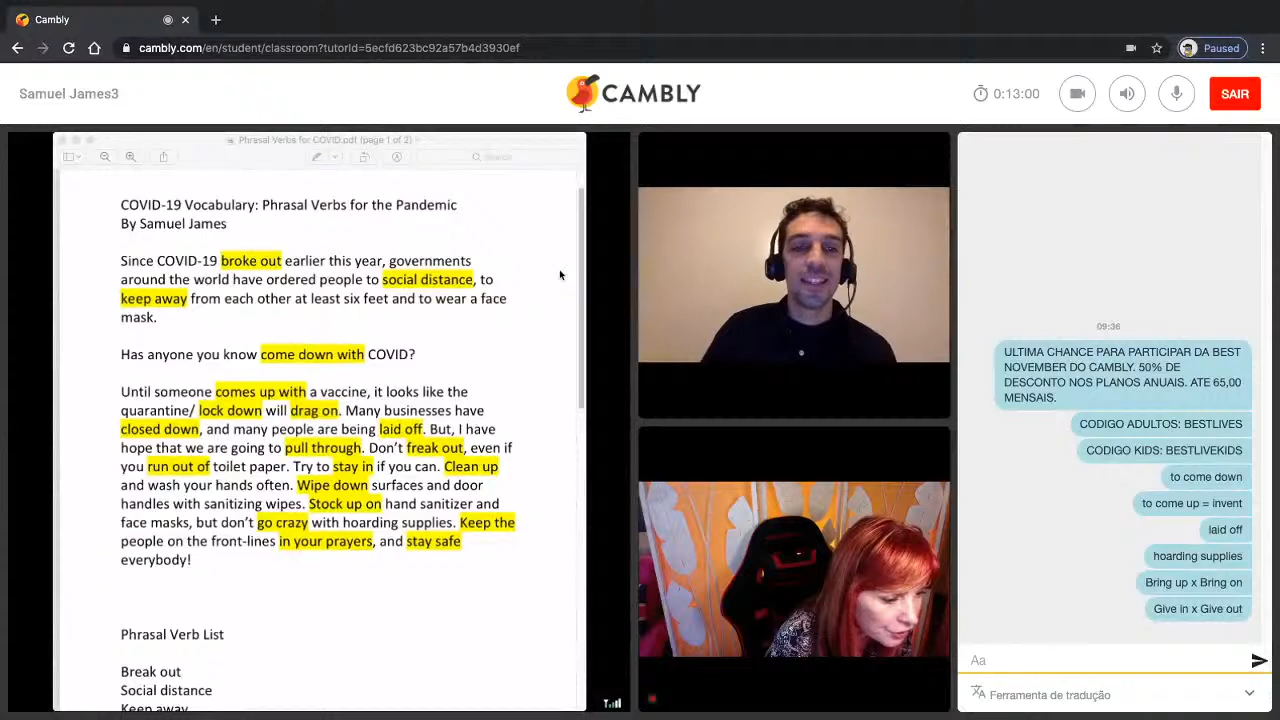 Cambly
cambly.com/en/student/classroom?tutorId=5ecfd623bc92a57b4d3930ef
Paused
Samuel James3
CAMBLY
0:13:00
SAIR
Phrasal Verbs for COVID.pdf (page 1 of 2)
Search
COVID-19 Vocabulary: Phrasal Verbs for the Pandemic
By Samuel James
Since COVID-19 broke out earlier this year, governments
around the world have ordered people to social distance, to
keep away from each other at least six feet and to wear a face
mask.
Has anyone you know come down with COVID?
Until someone comes up with a vaccine, it looks like the
quarantine/ lock down will drag on. Many businesses have
closed down, and many people are being laid off. But, I have
hope that we are going to pull through. Don't freak out, even if
you run out of toilet paper. Try to stay in if you can. Clean up
and wash your hands often. Wipe down surfaces and door
handles with sanitizing wipes. Stock up on hand sanitizer and
face masks, but don't go crazy with hoarding supplies. Keep the
people on the front-lines in your prayers, and stay safe
everybody!
Phrasal Verb List
Break out
Social distance
Keep away
09:36
ULTIMA CHANCE PARA PARTICIPAR DA BEST
NOVEMBER DO CAMBLY. 50% DE
DESCONTO NOS PLANOS ANUAIS. ATE 65,00
MENSAIS.
CODIGO ADULTOS: BESTLIVES
CODIGO KIDS: BESTLIVEKIDS
to come down
to come up = invent
laid off
hoarding supplies
Bring up x Bring on
Give in x Give out
Aa
Ferramenta de tradução